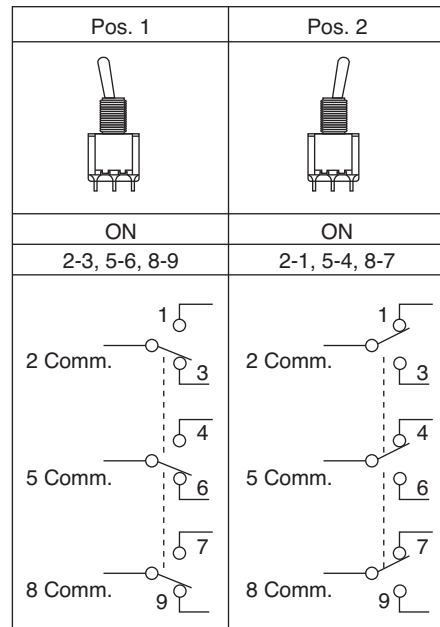 Pos. 1 Pos. 2
ON ON
2-3, 5-6, 8-9 2-1, 5-4, 8-7
1 1
2 Comm. 2 Comm.
3 3
4 4
5 Comm. 5 Comm.
6 6
7 7
8 Comm. 8 Comm.
9 9